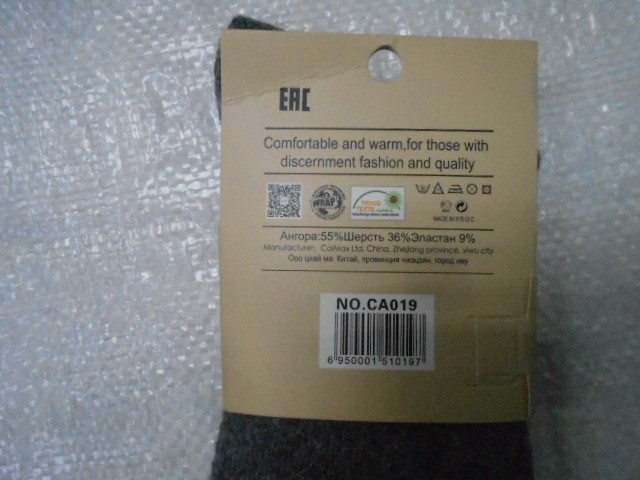 EAC
Comfortable and warm,for those with
discernment fashion and quality
WRAP
MADE IN P.R.O.C
Ангора:55%Шерсть 36%Эластан 9%
Manufacturer: CaiMax Ltd, China, Zhejiang province, yiwu city
Ооо цхай ма. Китай, провинция чжэцзян, город иву
NO.CA019
6 950001 510197